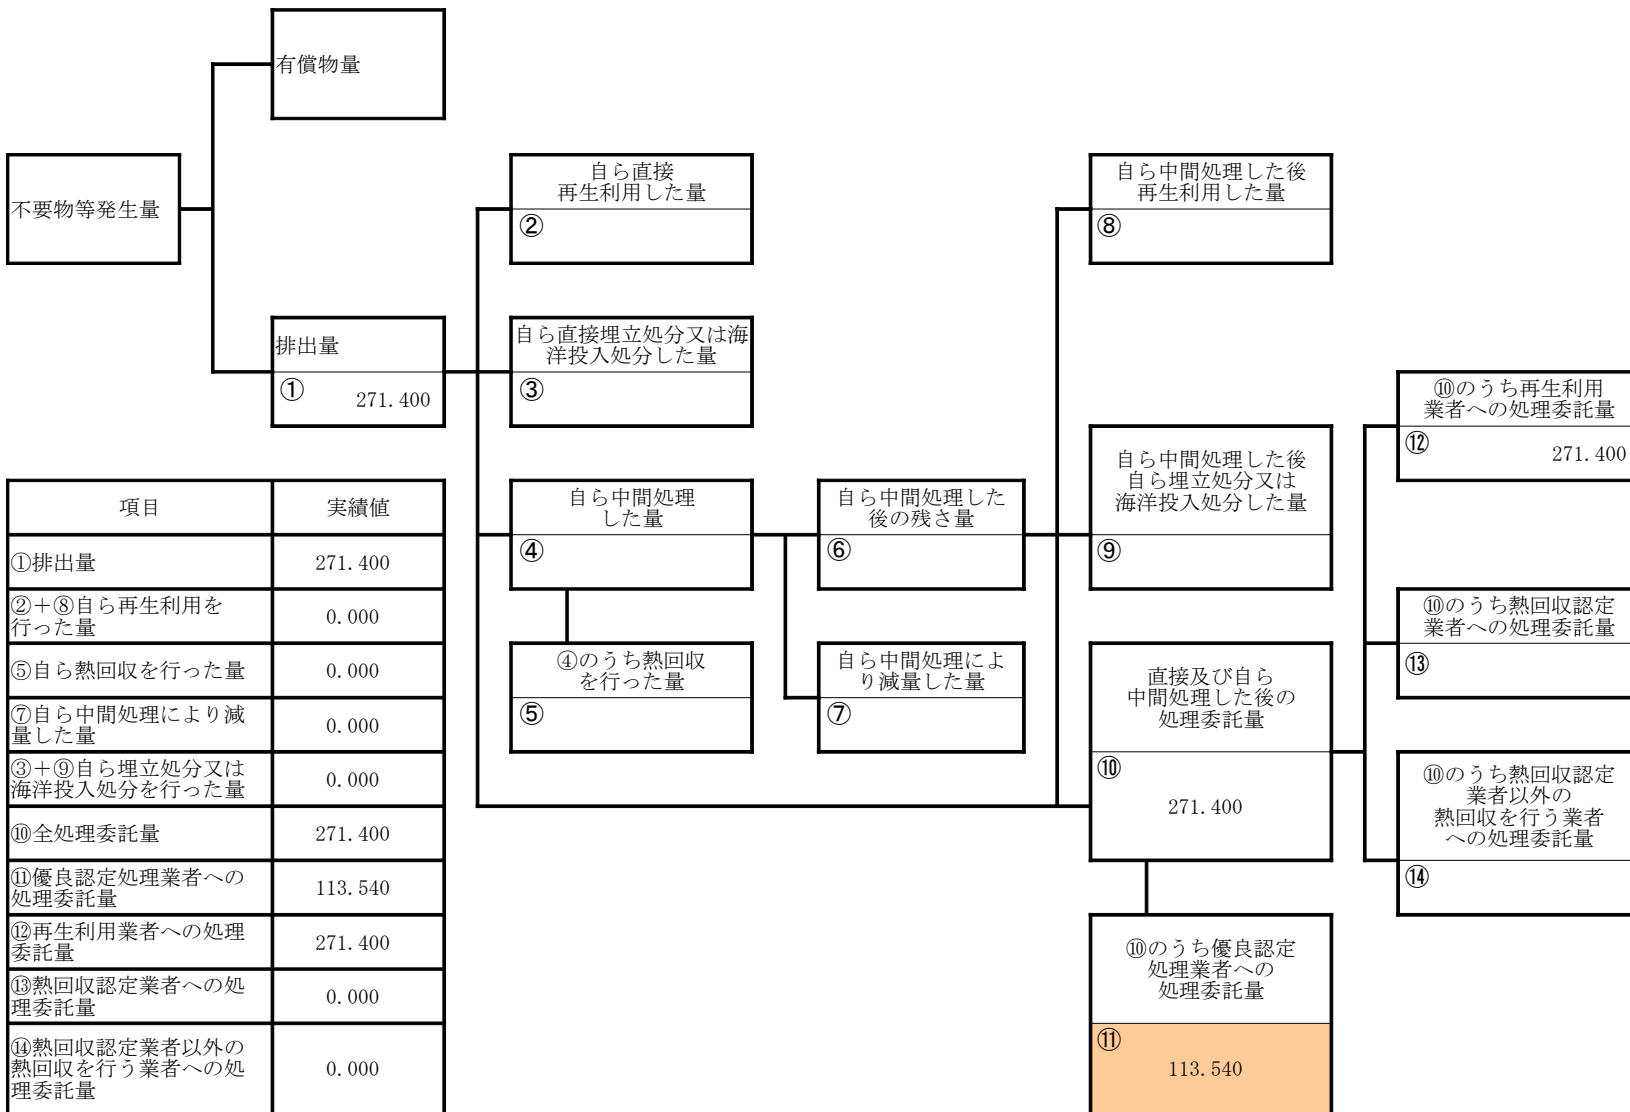 有償物量
不要物等発生量
排出量
①
271.400
自ら直接
再生利用した量
②
自ら直接埋立処分又は海
洋投入処分した量
③
自ら中間処理
した量
④
④のうち熱回収
を行った量
⑤
自ら中間処理した
後の残さ量
⑥
自ら中間処理によ
り減量した量
⑦
自ら中間処理した後
再生利用した量
⑧
自ら中間処理した後
自ら埋立処分又は
海洋投入処分した量
⑨
直接及び自ら
中間処理した後の
処理委託量
⑩
271.400
⑩のうち優良認定
処理業者への
処理委託量
⑪
113.540
⑩のうち再生利用
業者への処理委託量
⑫
271.400
⑩のうち熱回収認定
業者への処理委託量
⑬
⑩のうち熱回収認定
業者以外の
熱回収を行う業者
への処理委託量
⑭
項目 実績値
①排出量 271.400
②+⑧自ら再生利用を
行った量 0.000
⑤自ら熱回収を行った量 0.000
⑦自ら中間処理により減
量した量 0.000
③+⑨自ら埋立処分又は
海洋投入処分を行った量 0.000
⑩全処理委託量 271.400
⑪優良認定処理業者への
処理委託量 113.540
⑫再生利用業者への処理
委託量 271.400
⑬熱回収認定業者への処
理委託量 0.000
⑭熱回収認定業者以外の
熱回収を行う業者への処
理委託量 0.000